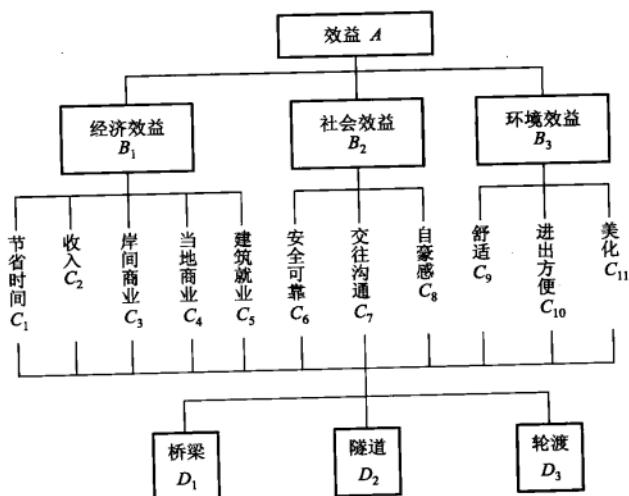 效益 A
经济效益
B₁
社会效益
B₂
环境效益
B₃
节省时间 C₁
收入 C₂
岸间商业 C₃
当地商业 C₄
建筑就业 C₅
安全可靠 C₆
交往沟通 C₇
自豪感 C₈
舒适 C₉
进出方便 C₁₀
美化 C₁₁
桥梁
D₁
隧道
D₂
轮渡
D₃